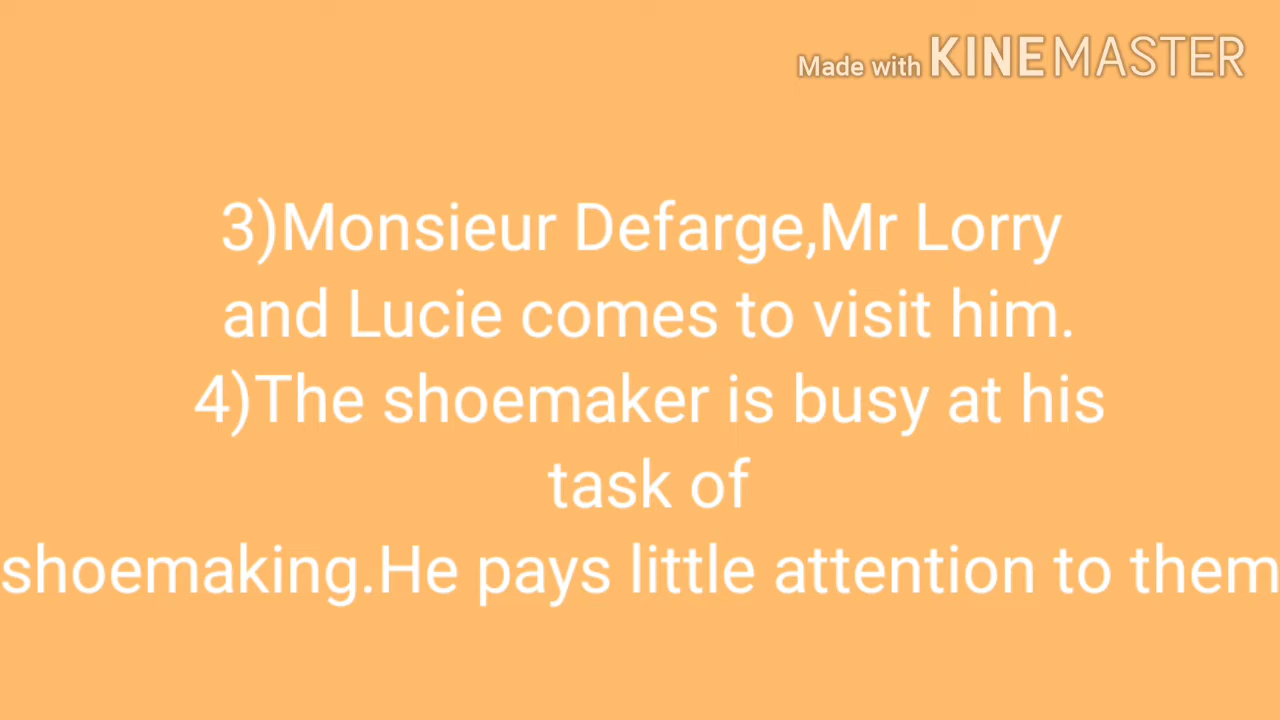 Made with KINEMASTER
3)Monsieur Defarge,Mr Lorry
and Lucie comes to visit him.
4)The shoemaker is busy at his
task of
shoemaking.He pays little attention to them